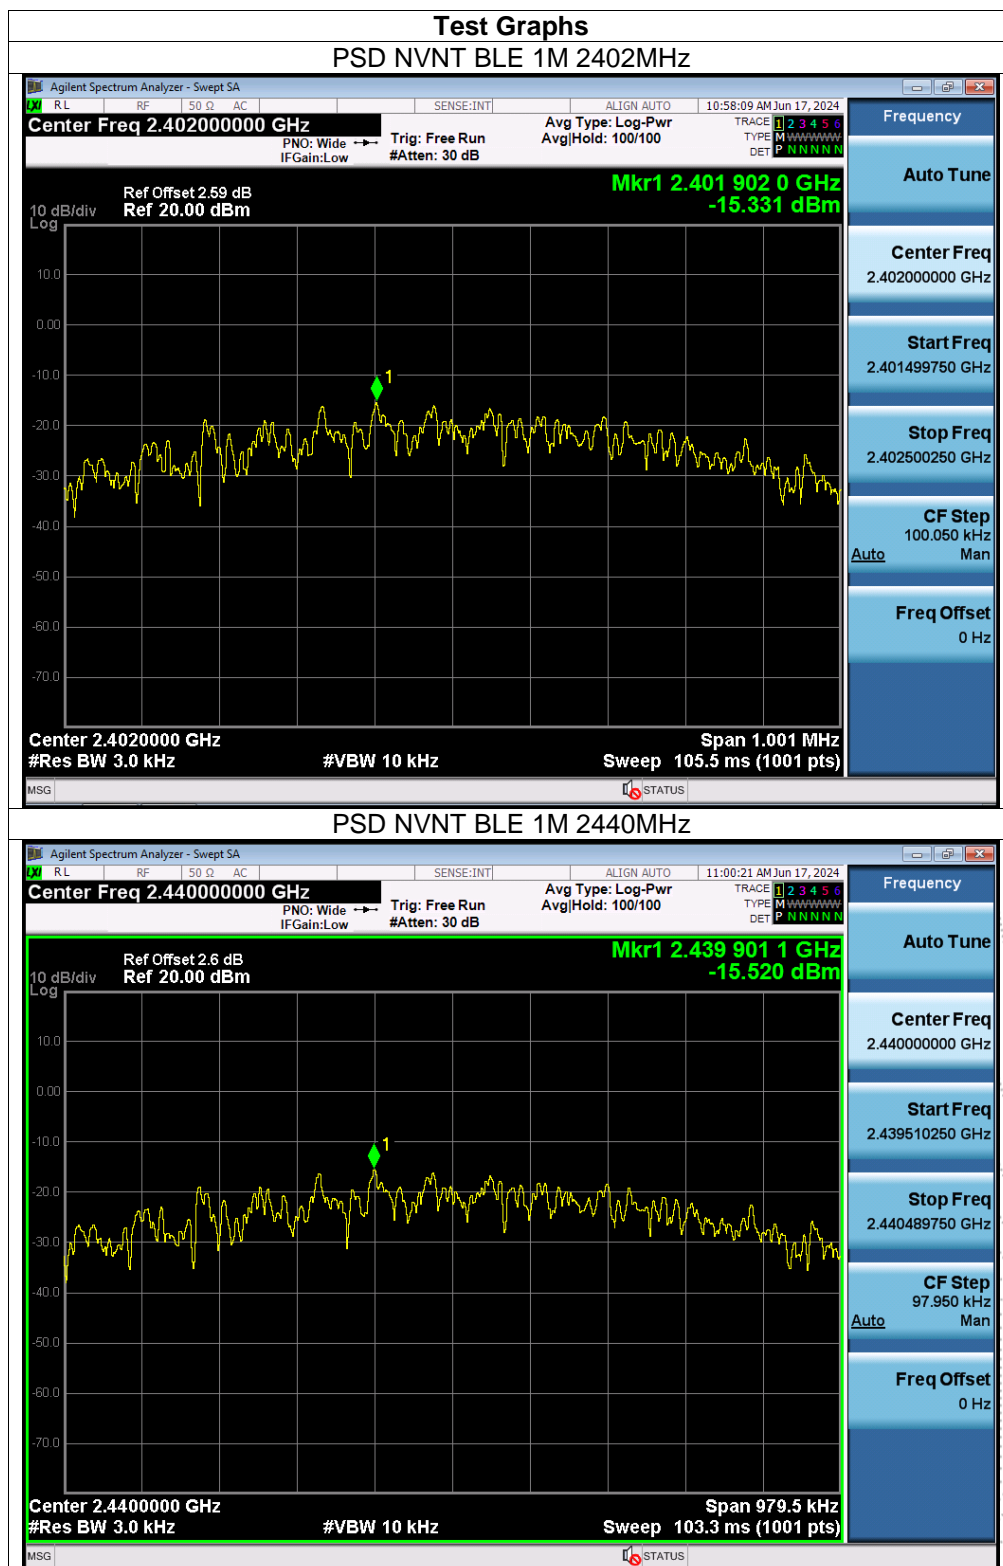 Test Graphs
PSD NVNT BLE 1M 2402MHz
Agilent Spectrum Analyzer - Swept SA
LXI RL RF 50 Ω AC SENSE:INT ALIGN AUTO 10:58:09 AM Jun 17, 2024
Center Freq 2.402000000 GHz
PNO: Wide
IFGain:Low
Trig: Free Run
#Atten: 30 dB
Avg Type: Log-Pwr
Avg|Hold: 100/100
TRACE 1 2 3 4 5 6
TYPE M WWWWW
DET P N N N N N
Frequency
Auto Tune
Center Freq
2.402000000 GHz
Start Freq
2.401499750 GHz
Stop Freq
2.402500250 GHz
CF Step
100.050 kHz
Auto Man
Freq Offset
0 Hz
Mkr1 2.401 902 0 GHz
-15.331 dBm
Ref Offset 2.59 dB
10 dB/div Ref 20.00 dBm
Log
10.0
0.00
-10.0
1
-20.0
-30.0
-40.0
-50.0
-60.0
-70.0
Center 2.4020000 GHz Span 1.001 MHz
#Res BW 3.0 kHz #VBW 10 kHz Sweep 105.5 ms (1001 pts)
MSG STATUS
PSD NVNT BLE 1M 2440MHz
Agilent Spectrum Analyzer - Swept SA
LXI RL RF 50 Ω AC SENSE:INT ALIGN AUTO 11:00:21 AM Jun 17, 2024
Center Freq 2.440000000 GHz
PNO: Wide
IFGain:Low
Trig: Free Run
#Atten: 30 dB
Avg Type: Log-Pwr
Avg|Hold: 100/100
TRACE 1 2 3 4 5 6
TYPE M WWWWW
DET P N N N N N
Frequency
Auto Tune
Center Freq
2.440000000 GHz
Start Freq
2.439510250 GHz
Stop Freq
2.440489750 GHz
CF Step
97.950 kHz
Auto Man
Freq Offset
0 Hz
Mkr1 2.439 901 1 GHz
-15.520 dBm
Ref Offset 2.6 dB
10 dB/div Ref 20.00 dBm
Log
10.0
0.00
-10.0
1
-20.0
-30.0
-40.0
-50.0
-60.0
-70.0
Center 2.4400000 GHz Span 979.5 kHz
#Res BW 3.0 kHz #VBW 10 kHz Sweep 103.3 ms (1001 pts)
MSG STATUS